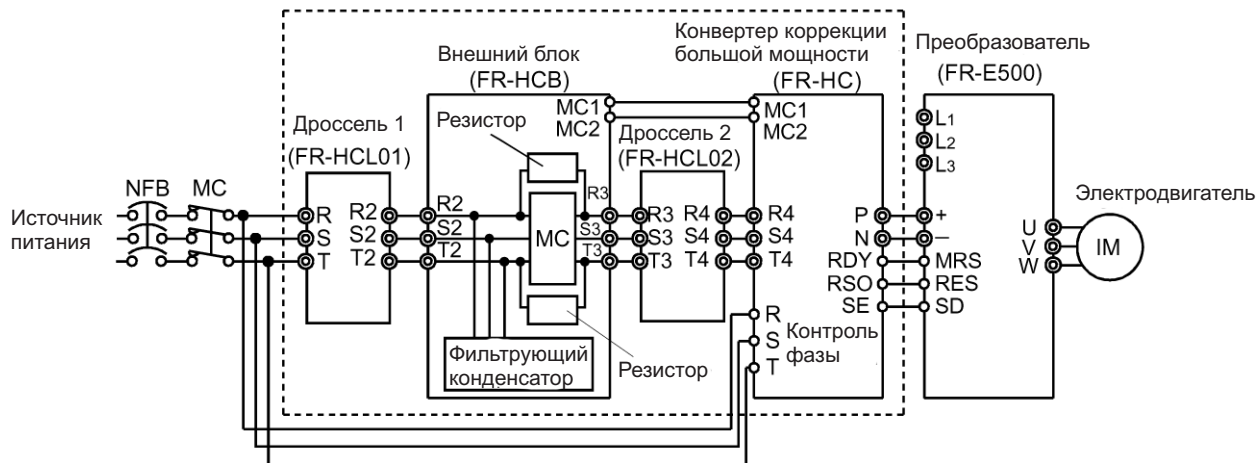 Конвертер коррекции
большой мощности
(FR-HC)
Преобразователь
(FR-E500)
Внешний блок
(FR-HCB)
MC1
MC2
MC1
MC2
Дроссель 1
(FR-HCL01)
Резистор
Дроссель 2
(FR-HCL02)
L1
L2
L3
NFB
MC
Электродвигатель
Источник
питания
R
S
T
R2
S2
T2
R2
S2
T2
MC
R3
S3
T3
R3
S3
T3
R4
S4
T4
R4
S4
T4
P
N
RDY
RSO
SE
+
–
MRS
RES
SD
U
V
W
IM
R
S
T
Контроль
фазы
Фильтрующий
конденсатор
Резистор